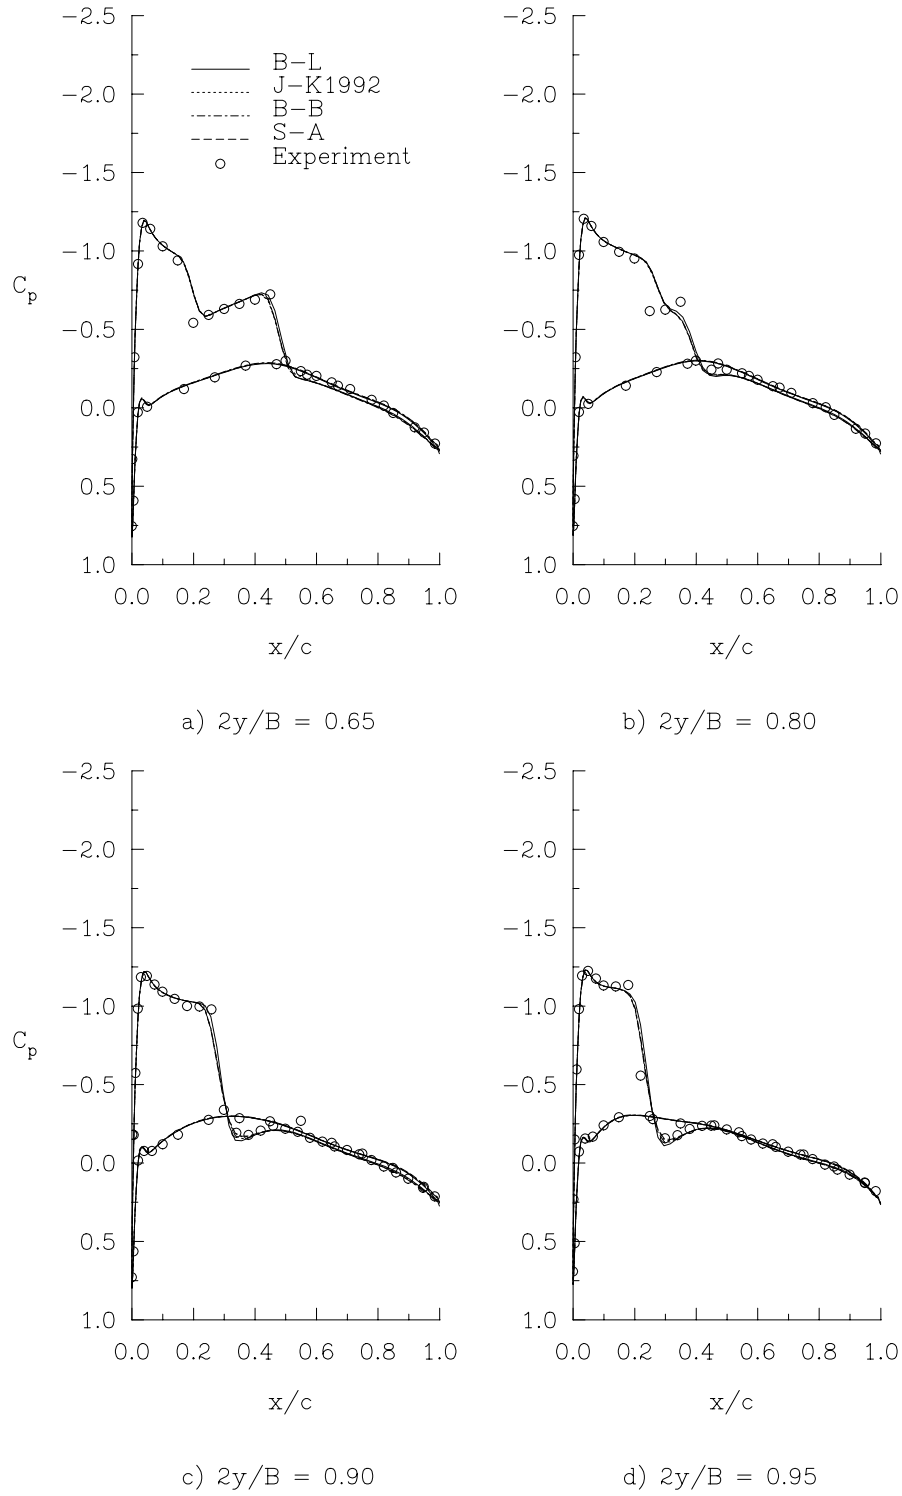 −2.5
−2.0
−1.5
−1.0
−0.5
0.0
0.5
1.0
C_p
B−L
J−K1992
B−B
S−A
Experiment
0.0 0.2 0.4 0.6 0.8 1.0
x/c
a) 2y/B = 0.65
−2.5
−2.0
−1.5
−1.0
−0.5
0.0
0.5
1.0
0.0 0.2 0.4 0.6 0.8 1.0
x/c
b) 2y/B = 0.80
−2.5
−2.0
−1.5
−1.0
−0.5
0.0
0.5
1.0
C_p
0.0 0.2 0.4 0.6 0.8 1.0
x/c
c) 2y/B = 0.90
−2.5
−2.0
−1.5
−1.0
−0.5
0.0
0.5
1.0
0.0 0.2 0.4 0.6 0.8 1.0
x/c
d) 2y/B = 0.95